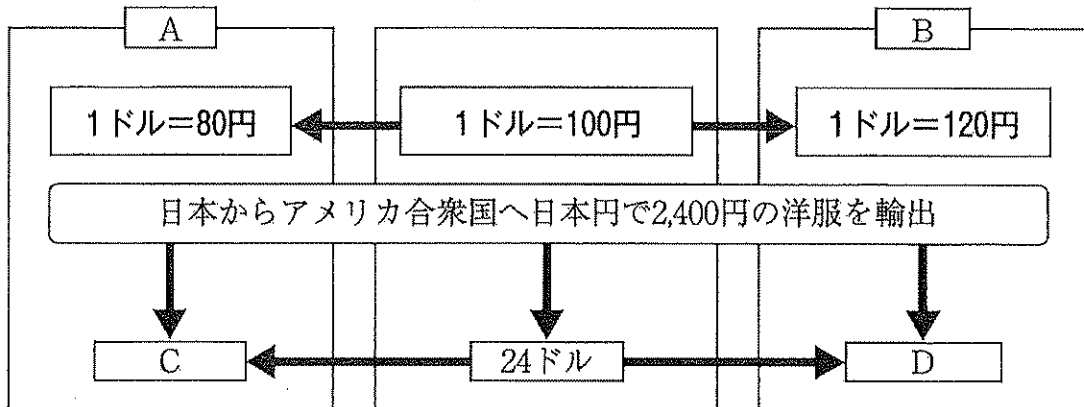 A
B
1ドル=80円
1ドル=100円
1ドル=120円
日本からアメリカ合衆国へ日本円で2,400円の洋服を輸出
C
24ドル
D